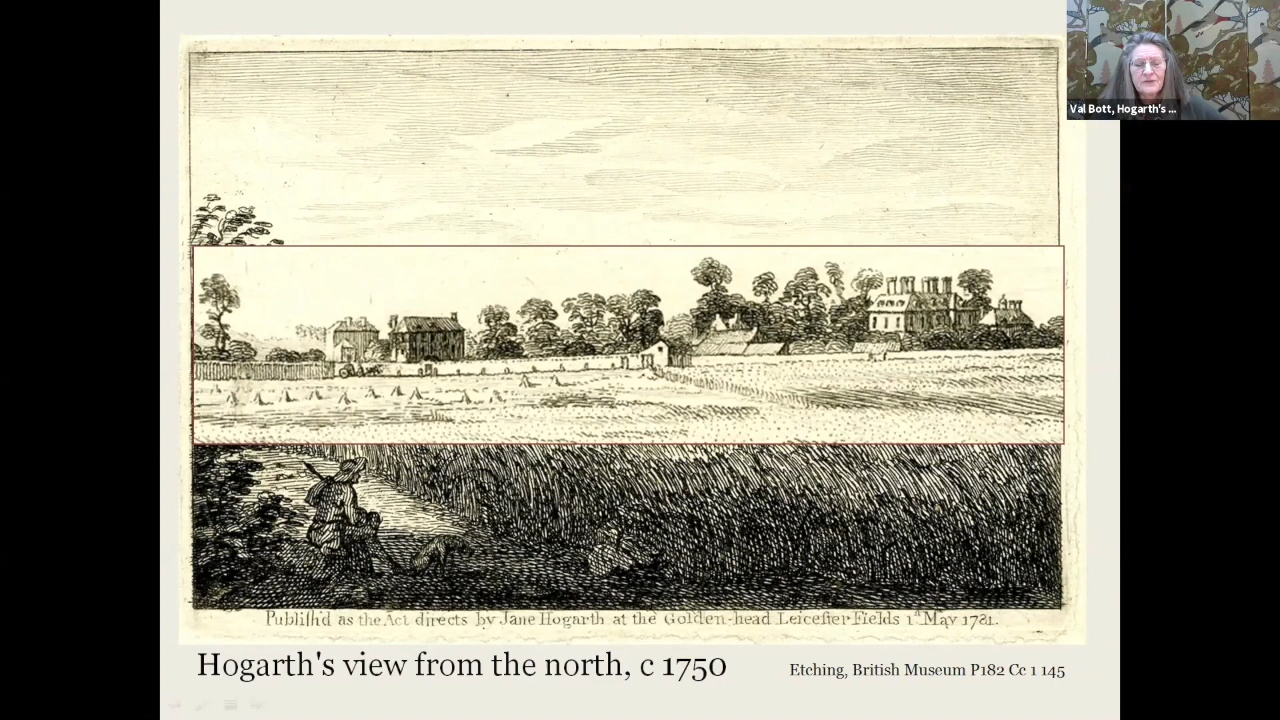 Val Bott, Hogarth's ...
Publiſh'd as the Act directs by Jane Hogarth at the Golden-head Leiceſter Fields 1ſt May 1781.
Hogarth's view from the north, c 1750
Etching, British Museum P182 Cc 1 145